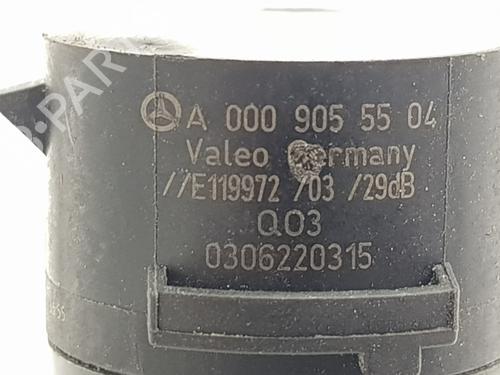 A 000 905 55 04
Valeo Germany
//E119972 /03 /29dB
Q03
0306220315